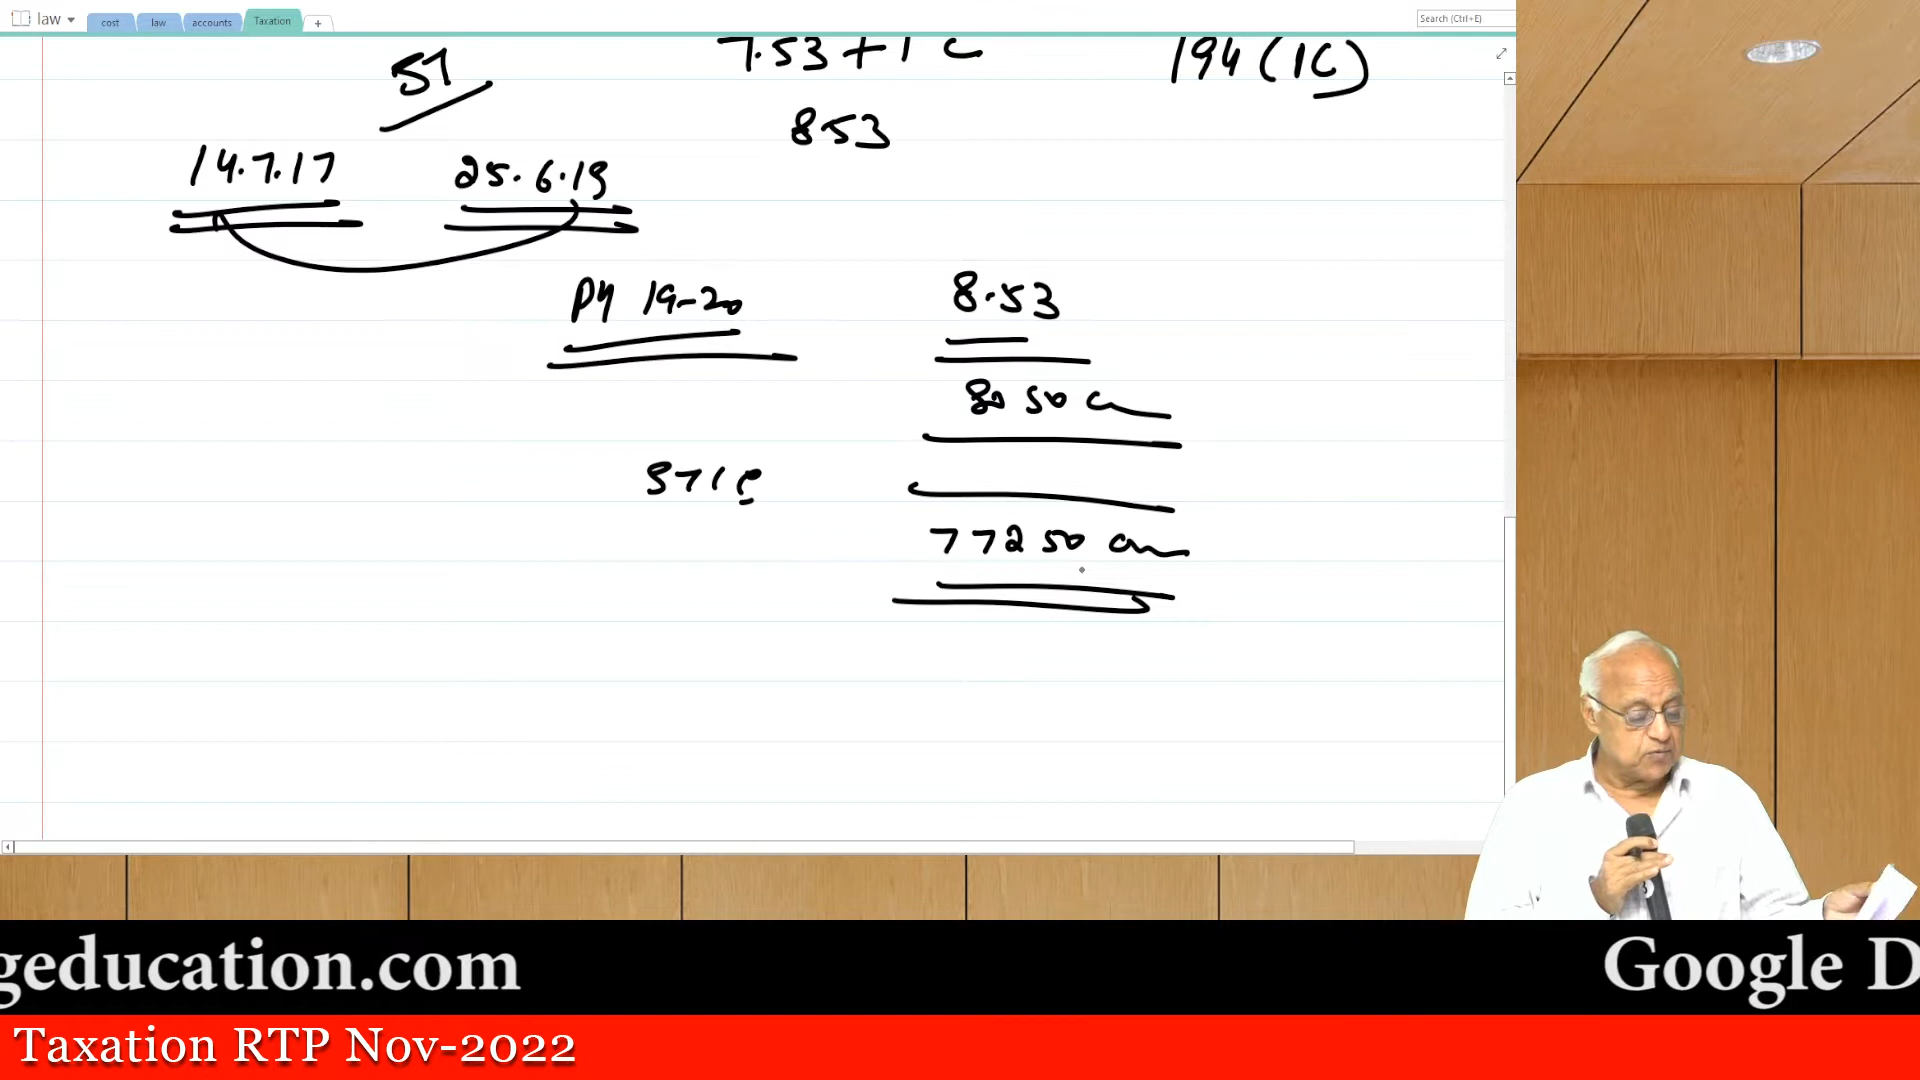 law
cost law accounts Taxation +
Search (Ctrl+E)
51
7.53 + 1 C
194 (1C)
853
14.7.17 25.6.19
PY 19-20 8.53
80 50 
77250 
geducation.com Google D
Taxation RTP Nov-2022